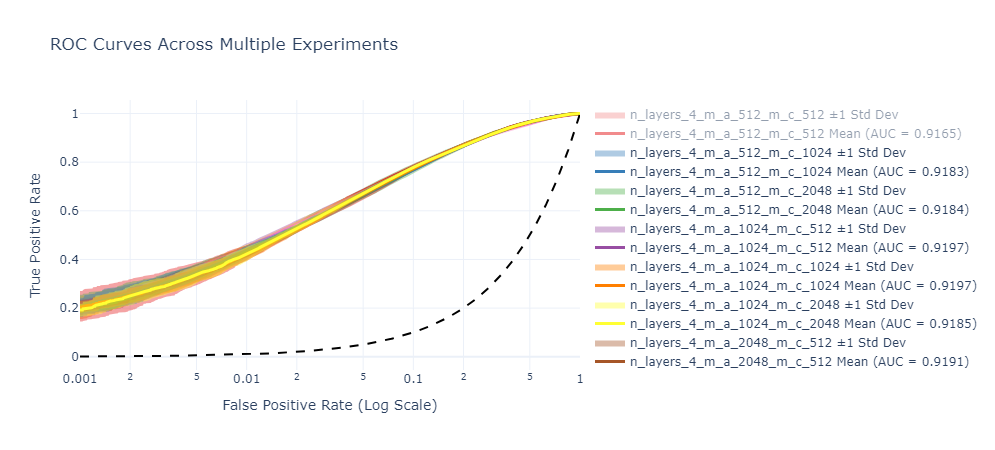 ROC Curves Across Multiple Experiments
True Positive Rate
1
0.8
0.6
0.4
0.2
0
0.001
2
5
0.01
2
5
0.1
2
5
1
False Positive Rate (Log Scale)
n_layers_4_m_a_512_m_c_512 ±1 Std Dev
n_layers_4_m_a_512_m_c_512 Mean (AUC = 0.9165)
n_layers_4_m_a_512_m_c_1024 ±1 Std Dev
n_layers_4_m_a_512_m_c_1024 Mean (AUC = 0.9183)
n_layers_4_m_a_512_m_c_2048 ±1 Std Dev
n_layers_4_m_a_512_m_c_2048 Mean (AUC = 0.9184)
n_layers_4_m_a_1024_m_c_512 ±1 Std Dev
n_layers_4_m_a_1024_m_c_512 Mean (AUC = 0.9197)
n_layers_4_m_a_1024_m_c_1024 ±1 Std Dev
n_layers_4_m_a_1024_m_c_1024 Mean (AUC = 0.9197)
n_layers_4_m_a_1024_m_c_2048 ±1 Std Dev
n_layers_4_m_a_1024_m_c_2048 Mean (AUC = 0.9185)
n_layers_4_m_a_2048_m_c_512 ±1 Std Dev
n_layers_4_m_a_2048_m_c_512 Mean (AUC = 0.9191)